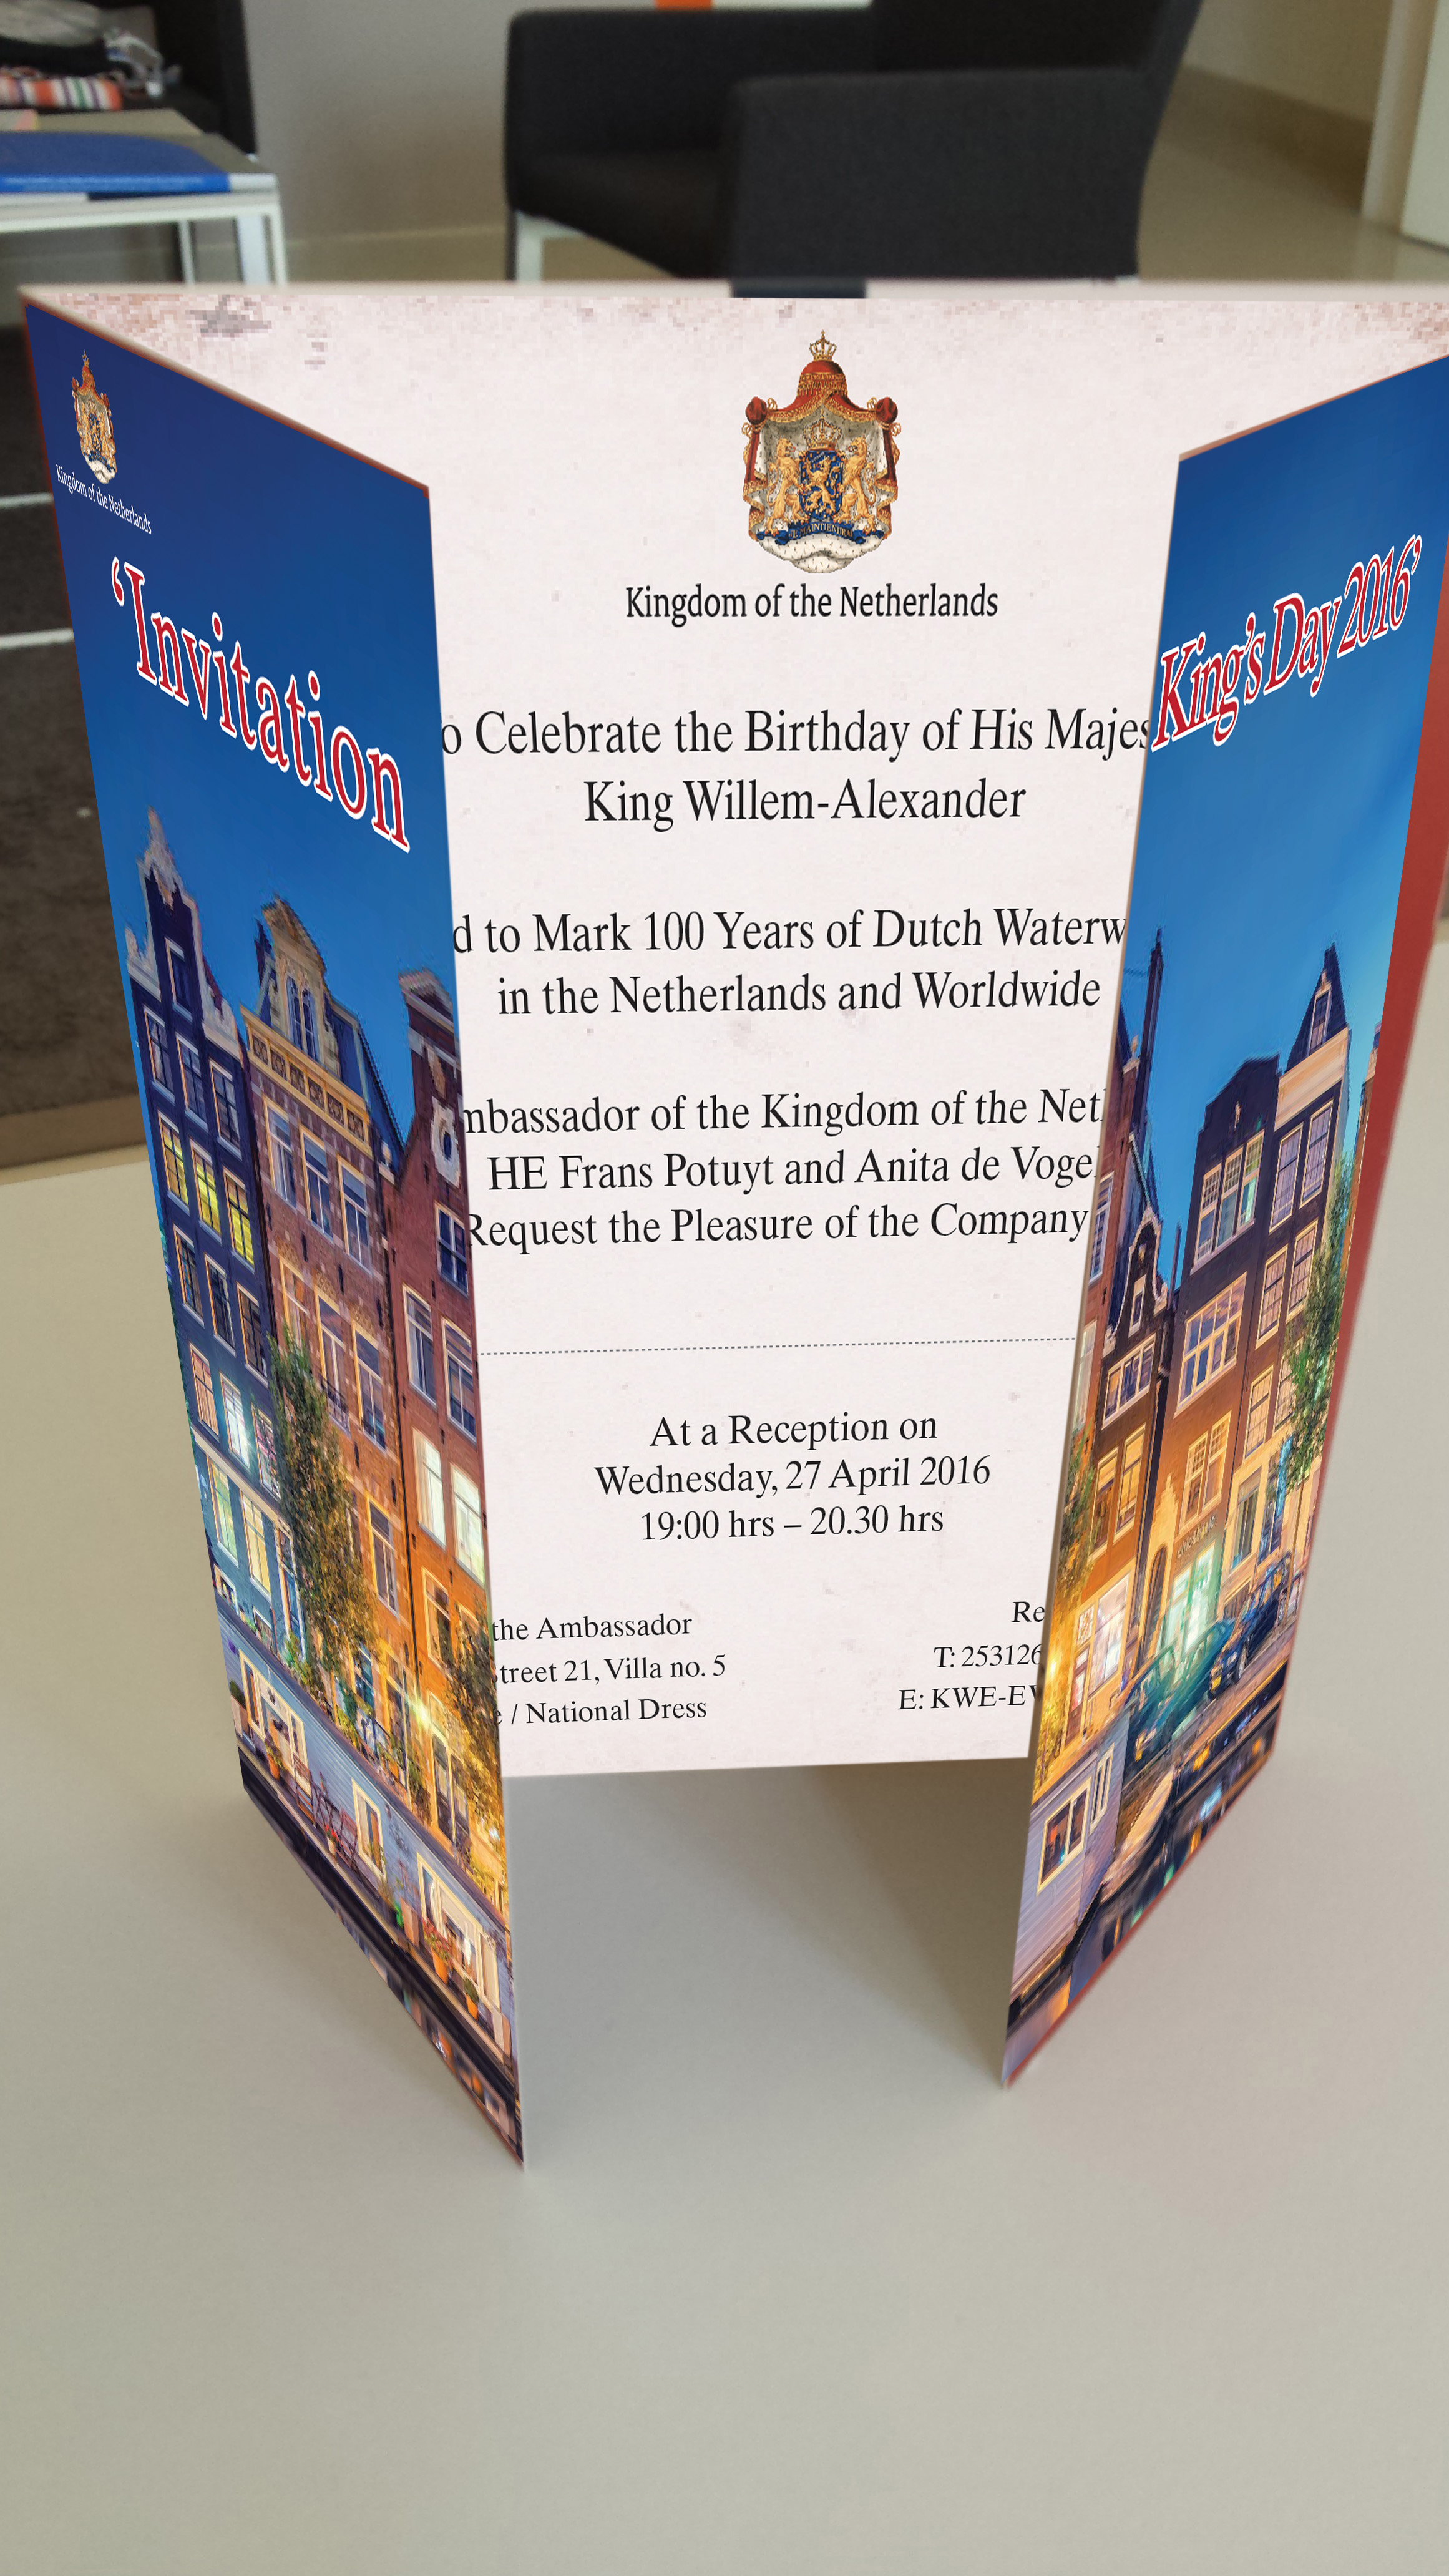 Kingdom of the Netherlands
'Invitation
King's Day 2016'
Kingdom of the Netherlands
o Celebrate the Birthday of His Majes
King Willem-Alexander
d to Mark 100 Years of Dutch Waterw
in the Netherlands and Worldwide
mbassador of the Kingdom of the Net
HE Frans Potuyt and Anita de Voge
Request the Pleasure of the Company
At a Reception on
Wednesday, 27 April 2016
19:00 hrs – 20.30 hrs
the Ambassador
treet 21, Villa no. 5
e / National Dress
Re
T: 253126
E: KWE-EV